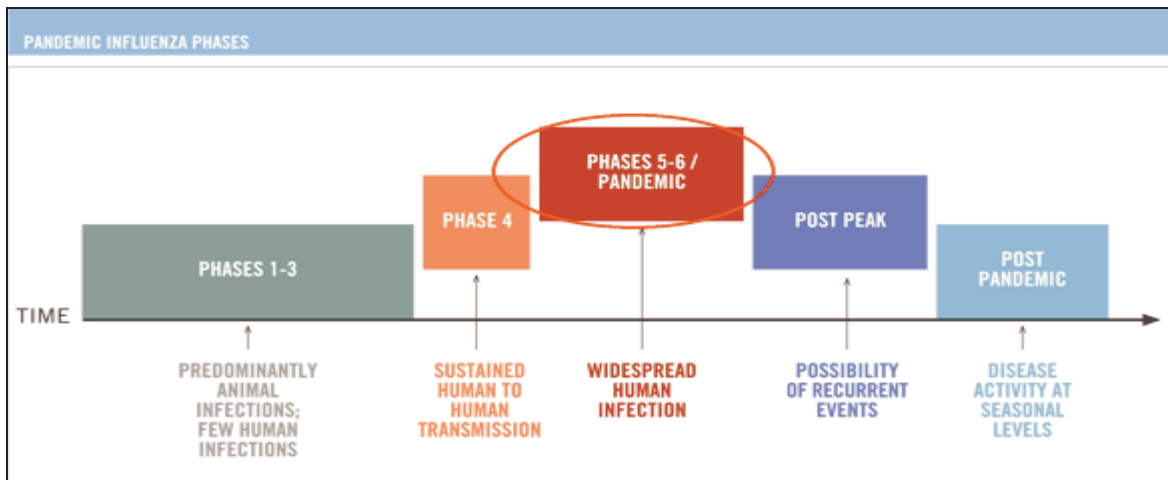 PANDEMIC INFLUENZA PHASES
PHASES 5-6 /
PANDEMIC
PHASE 4
POST PEAK
PHASES 1-3
POST
PANDEMIC
TIME
PREDOMINANTLY
ANIMAL
INFECTIONS;
FEW HUMAN
INFECTIONS
SUSTAINED
HUMAN TO
HUMAN
TRANSMISSION
WIDESPREAD
HUMAN
INFECTION
POSSIBILITY
OF RECURRENT
EVENTS
DISEASE
ACTIVITY AT
SEASONAL
LEVELS